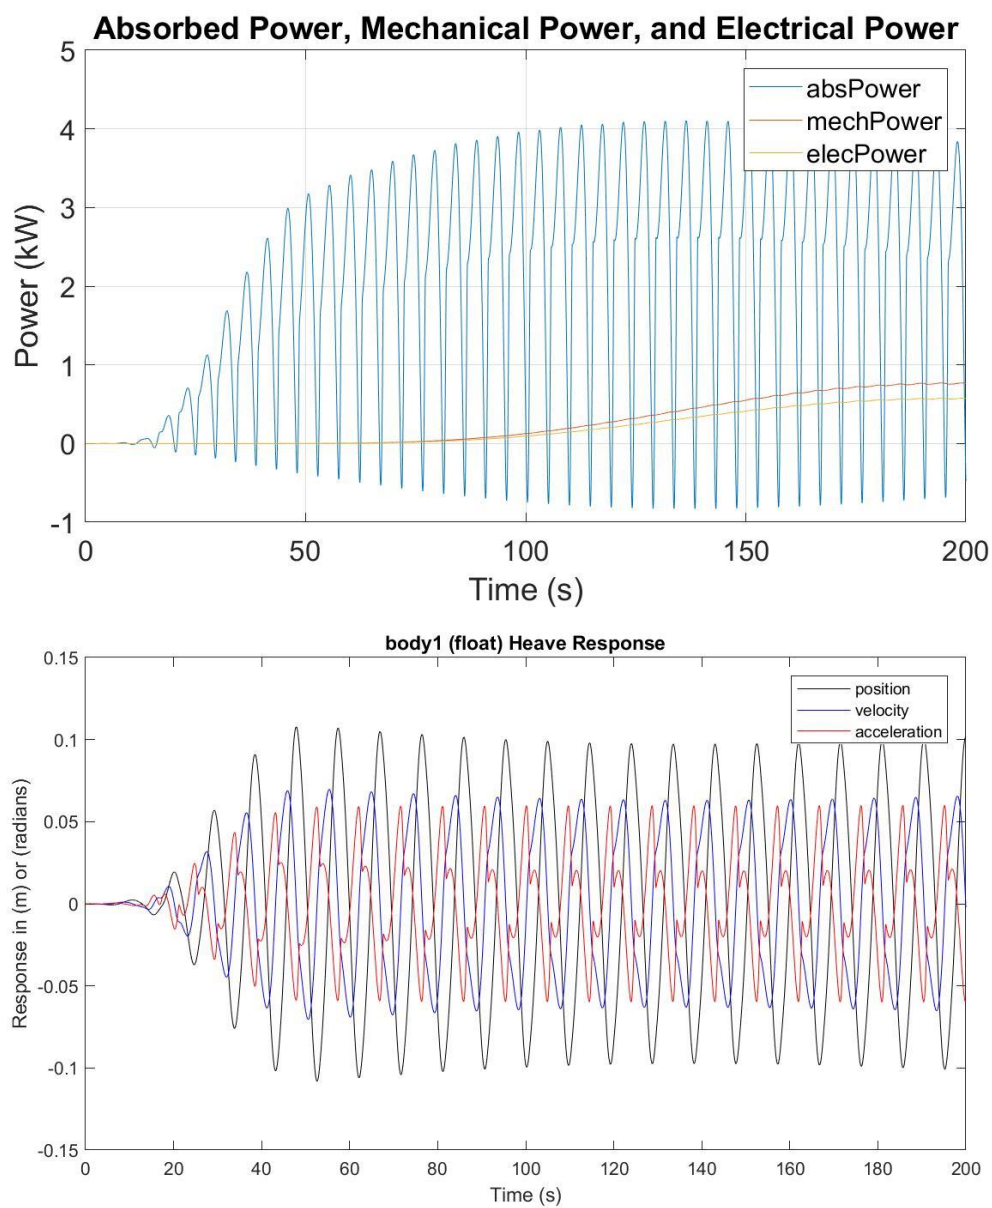 Absorbed Power, Mechanical Power, and Electrical Power
5
absPower
mechPower
elecPower
4
3
2
1
0
-1
Power (kW)
0 50 100 150 200
Time (s)
body1 (float) Heave Response
0.15
position
velocity
acceleration
0.1
0.05
0
-0.05
-0.1
-0.15
Response in (m) or (radians)
0 20 40 60 80 100 120 140 160 180 200
Time (s)